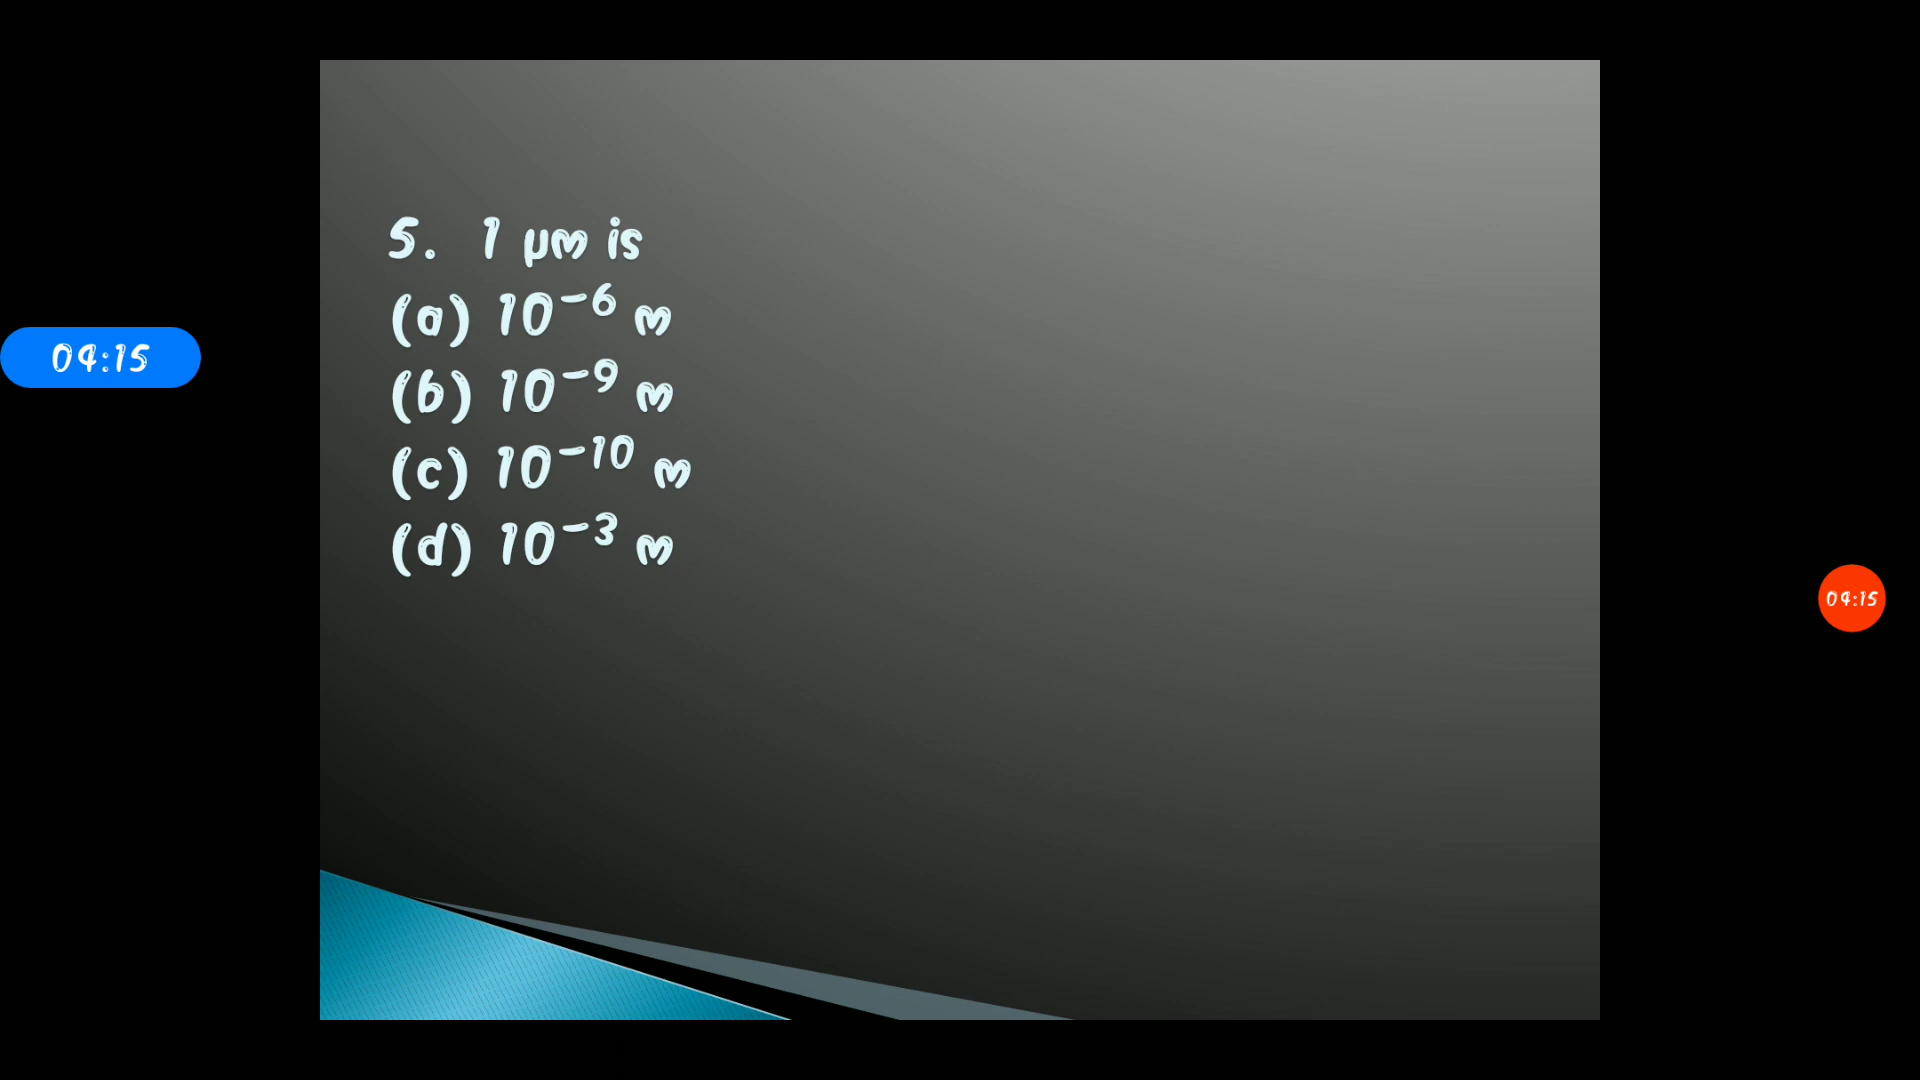 5. 1 μm is
(a) 10⁻⁶ m
(b) 10⁻⁹ m
(c) 10⁻¹⁰ m
(d) 10⁻³ m
04:15
04:15